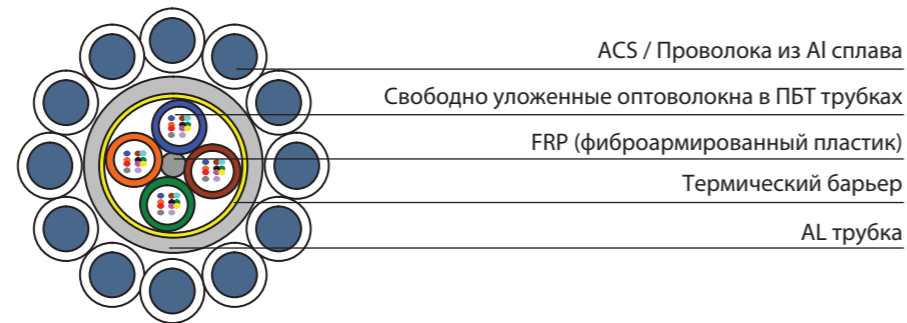 ACS / Проволока из Al сплава
Свободно уложенные оптоволокна в ПБТ трубках
FRP (фиброармированный пластик)
Термический барьер
AL трубка